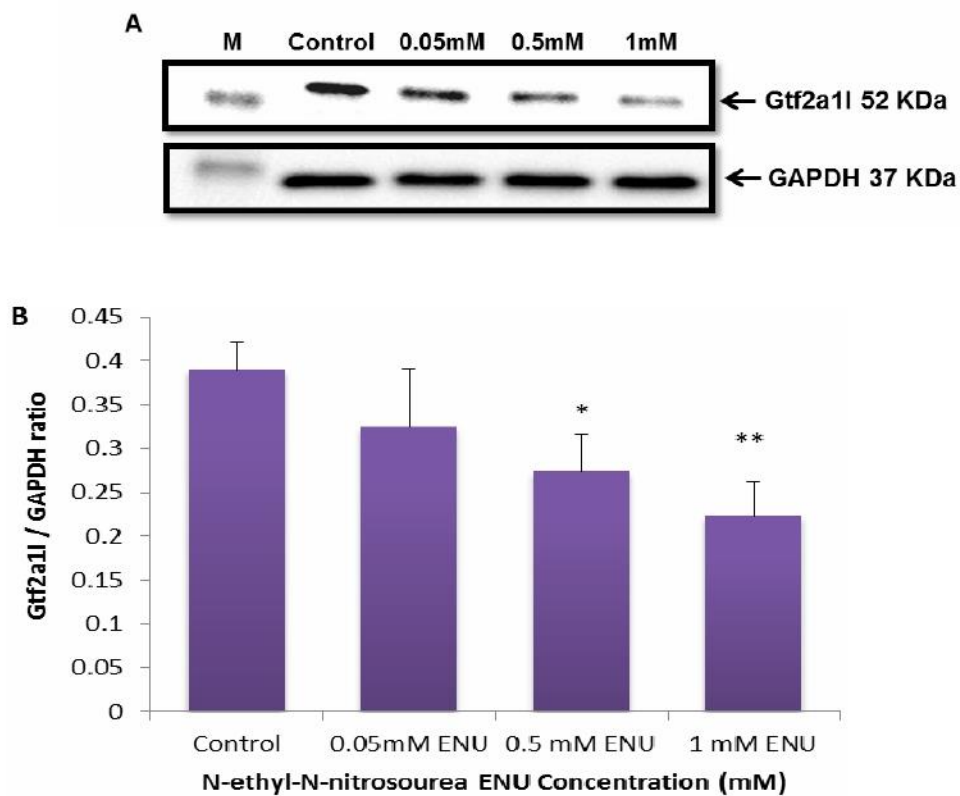 A
M Control 0.05mM 0.5mM 1mM
Gtf2a1l 52 KDa
GAPDH 37 KDa
B
Gtf2a1l / GAPDH ratio
0.45
0.4
0.35
0.3
0.25
0.2
0.15
0.1
0.05
0
*
**
Control 0.05mM ENU 0.5 mM ENU 1 mM ENU
N-ethyl-N-nitrosourea ENU Concentration (mM)